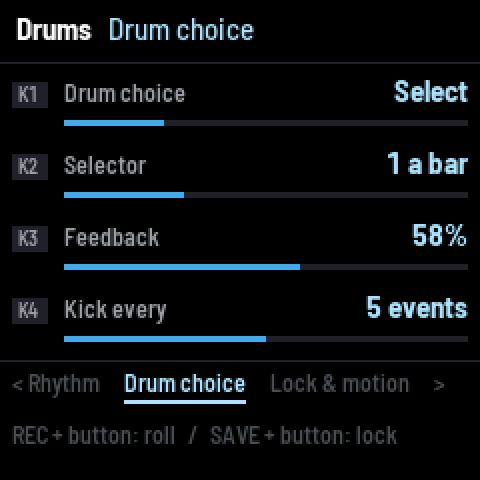 Drums Drum choice
K1 Drum choice Select
K2 Selector 1 a bar
K3 Feedback 58%
K4 Kick every 5 events
< Rhythm Drum choice Lock & motion >
REC + button: roll / SAVE + button: lock